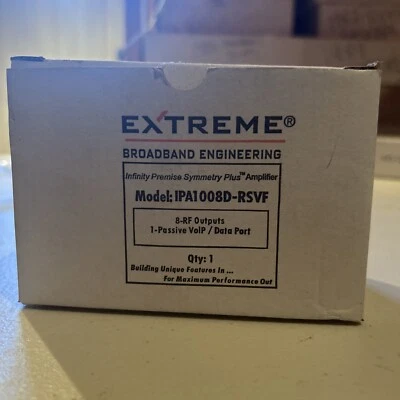 EXTREME®
BROADBAND ENGINEERING
Infinity Premise Symmetry Plus™ Amplifier
Model: IPA1008D-RSVF
8-RF Outputs
1-Passive VoIP / Data Port
Qty: 1
Building Unique Features In ...
For Maximum Performance Out